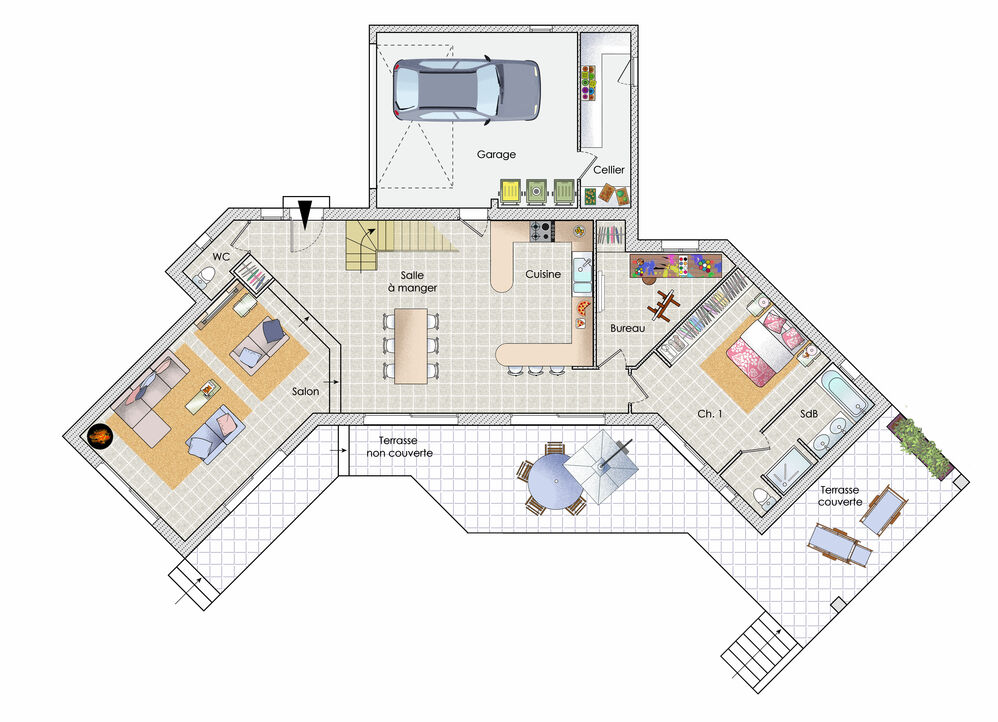 Garage
Cellier
WC
Salle
à manger
Cuisine
Bureau
Salon
Ch. 1
SdB
Terrasse
non couverte
Terrasse
couverte